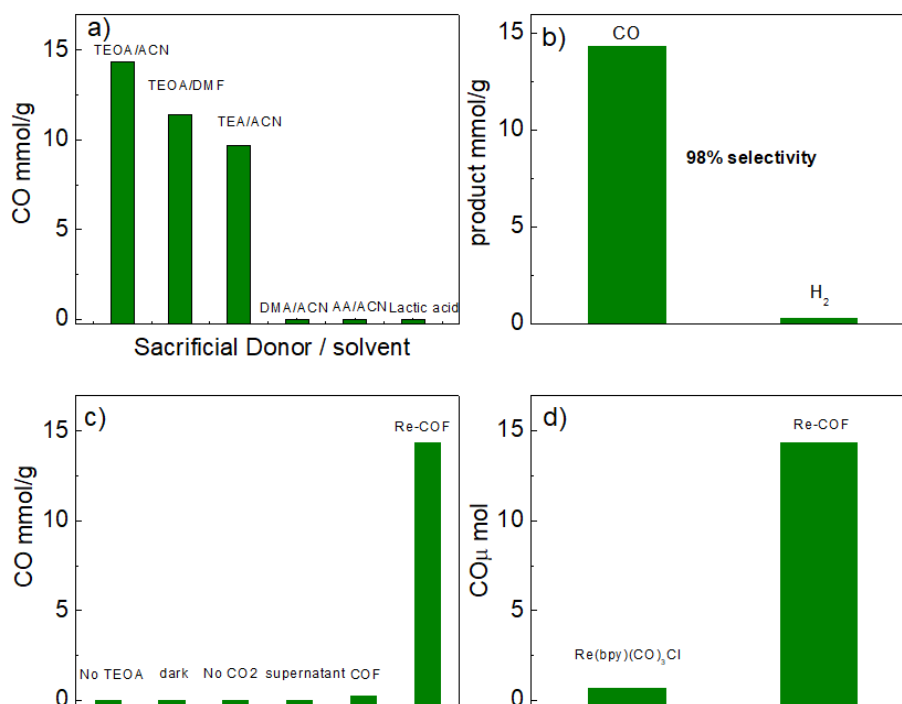 a)
15
10
5
0
CO mmol/g
TEOA/ACN
TEOA/DMF
TEA/ACN
DMA/ACN AA/ACN Lactic acid
Sacrificial Donor / solvent
b)
15
10
5
0
product mmol/g
CO
98% selectivity
H₂
c)
15
10
5
0
CO mmol/g
Re-COF
No TEOA dark No CO2 supernatant COF
d)
15
10
5
0
COμ mol
Re-COF
Re(bpy)(CO)₃Cl